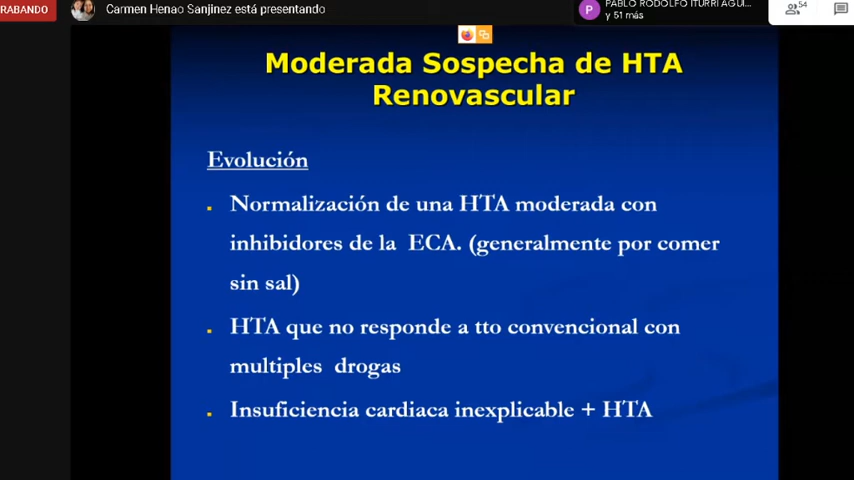 RABANDO
Carmen Henao Sanjinez está presentando
PABLO RODOLFO ITURRI AGUI...
y 51 más
P
54
Moderada Sospecha de HTA
Renovascular
Evolución
Normalización de una HTA moderada con
inhibidores de la ECA. (generalmente por comer
sin sal)
HTA que no responde a tto convencional con
multiples drogas
Insuficiencia cardiaca inexplicable + HTA